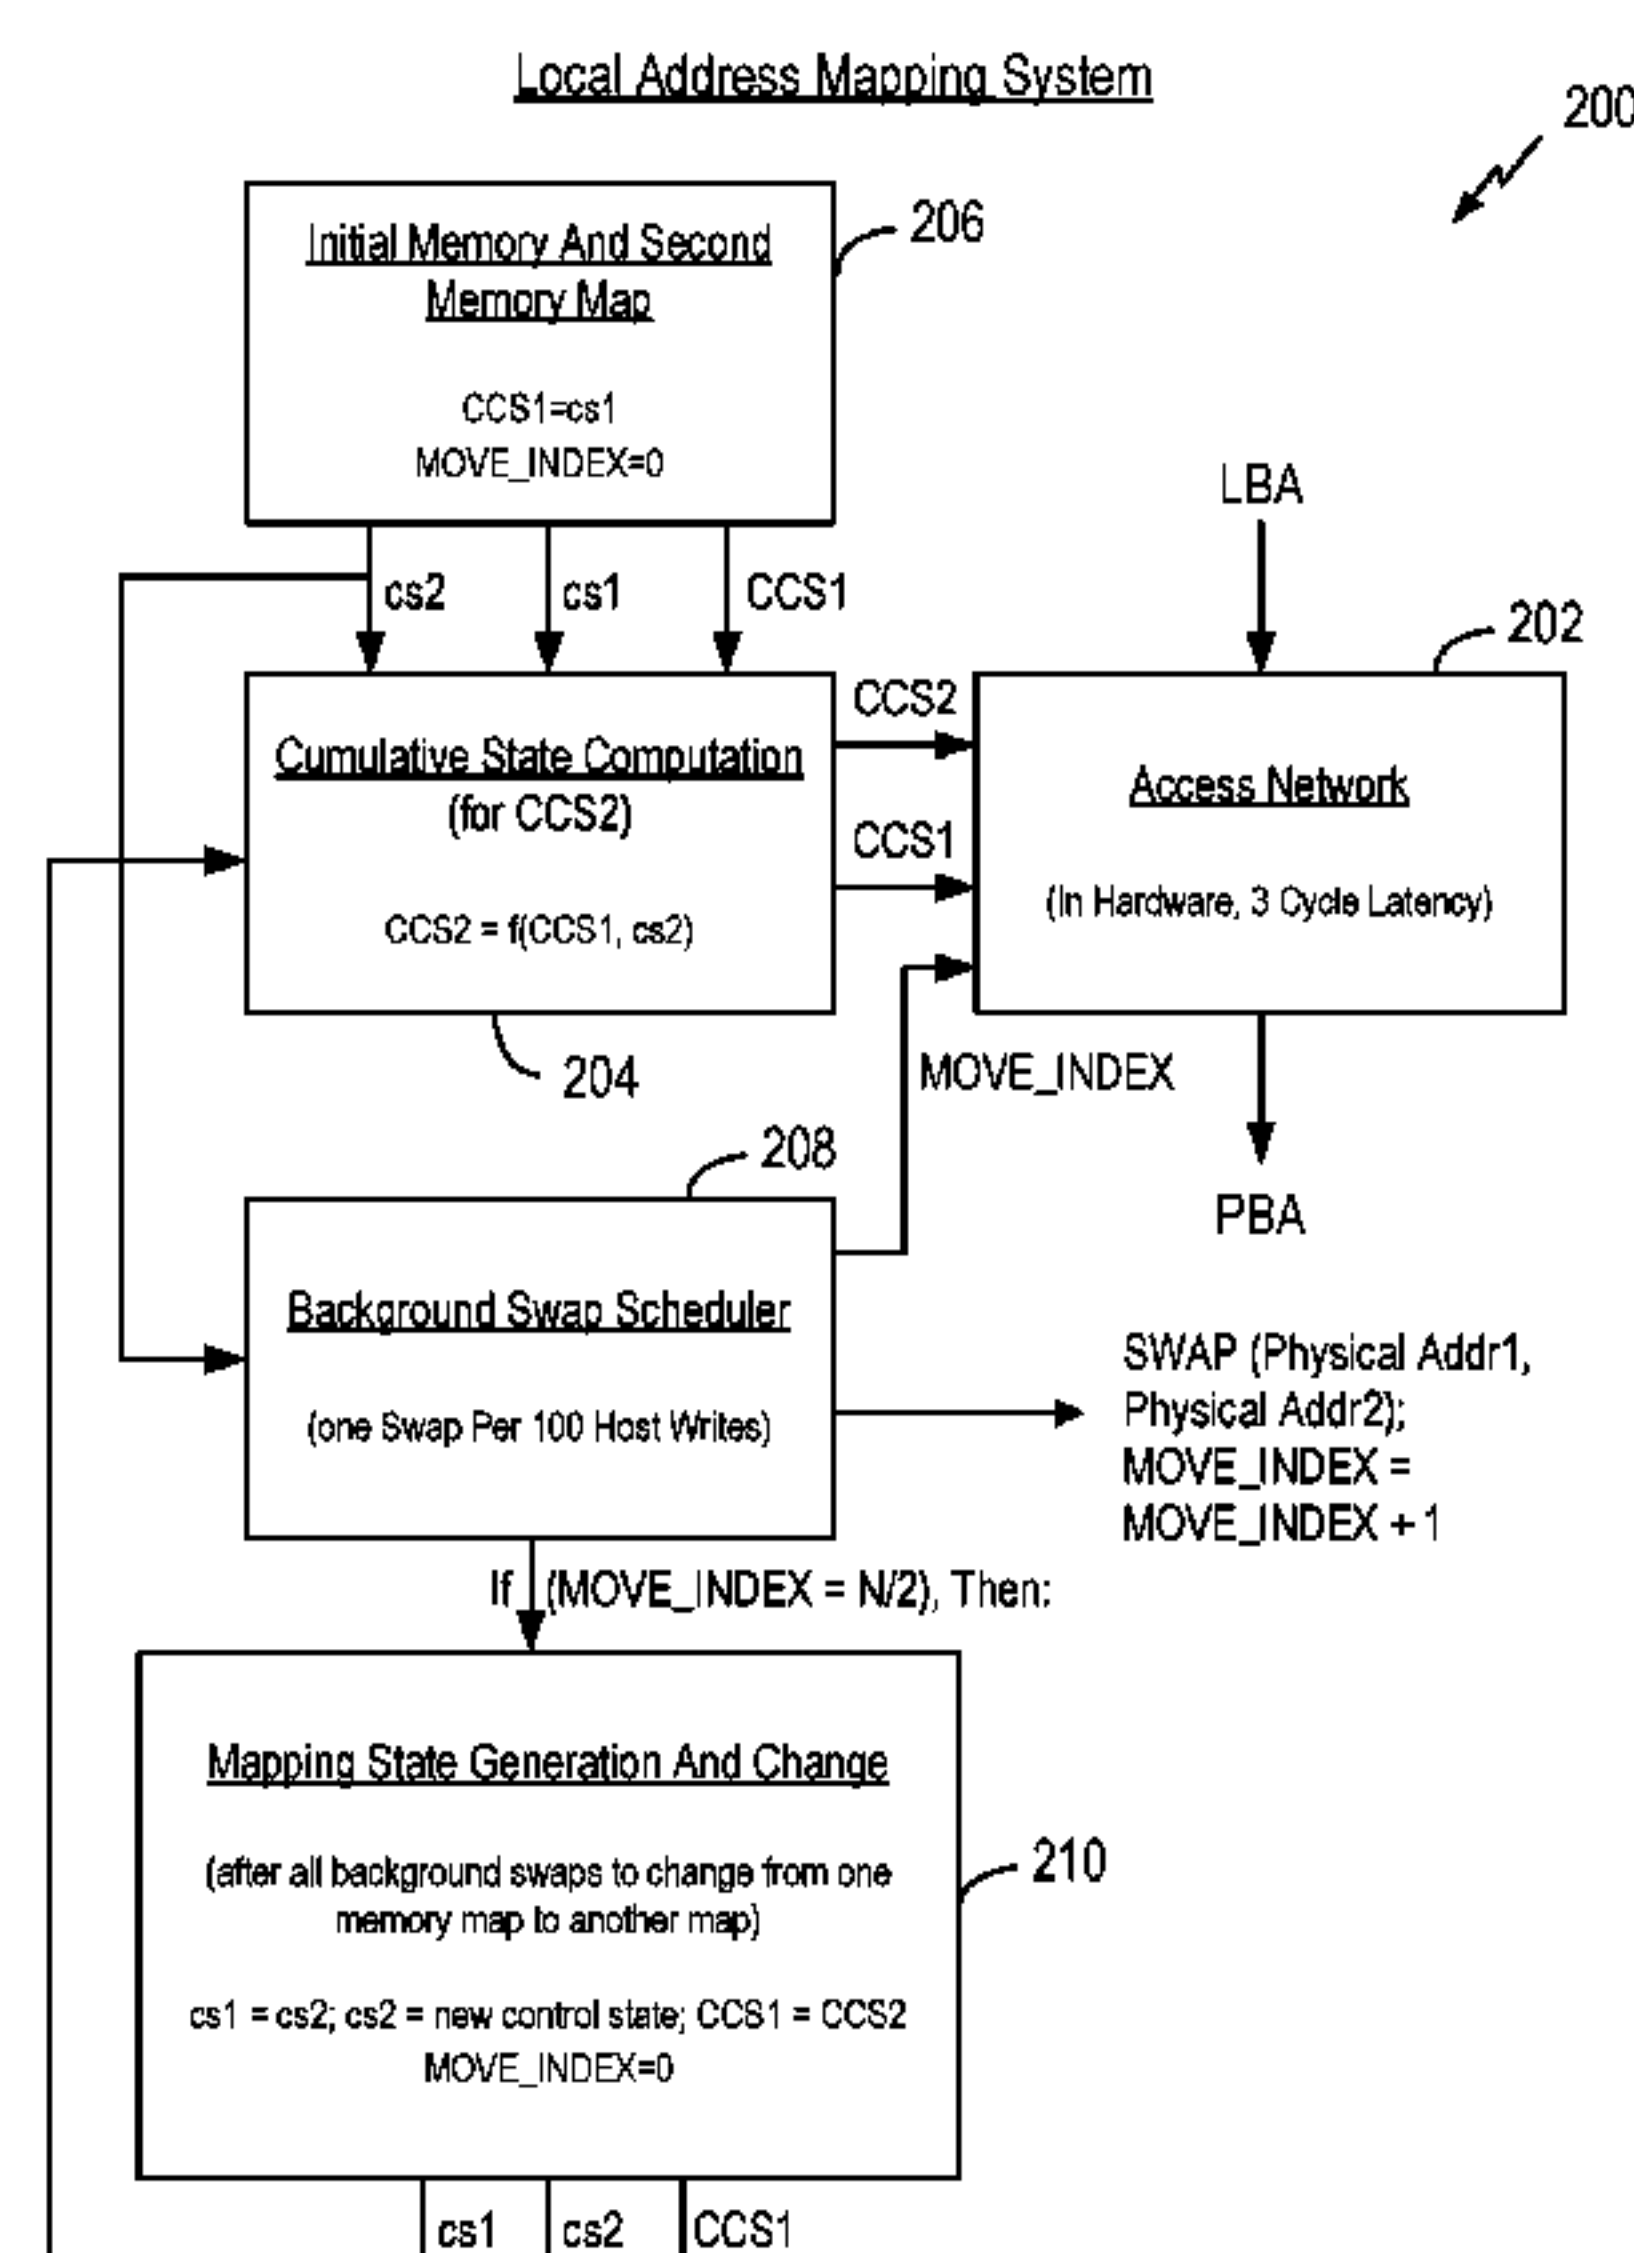 Local Address Mapping System
200
Initial Memory And Second
Memory Map
206
CCS1=cs1
MOVE_INDEX=0
LBA
cs2
cs1
CCS1
202
CCS2
Cumulative State Computation
(for CCS2)
Access Network
CCS1
(In Hardware, 3 Cycle Latency)
CCS2 = f(CCS1, cs2)
204
MOVE_INDEX
208
PBA
Background Swap Scheduler
(one Swap Per 100 Host Writes)
SWAP (Physical Addr1,
Physical Addr2);
MOVE_INDEX =
MOVE_INDEX + 1
If (MOVE_INDEX = N/2), Then:
Mapping State Generation And Change
(after all background swaps to change from one
memory map to another map)
210
cs1 = cs2; cs2 = new control state; CCS1 = CCS2
MOVE_INDEX=0
cs1
cs2
CCS1